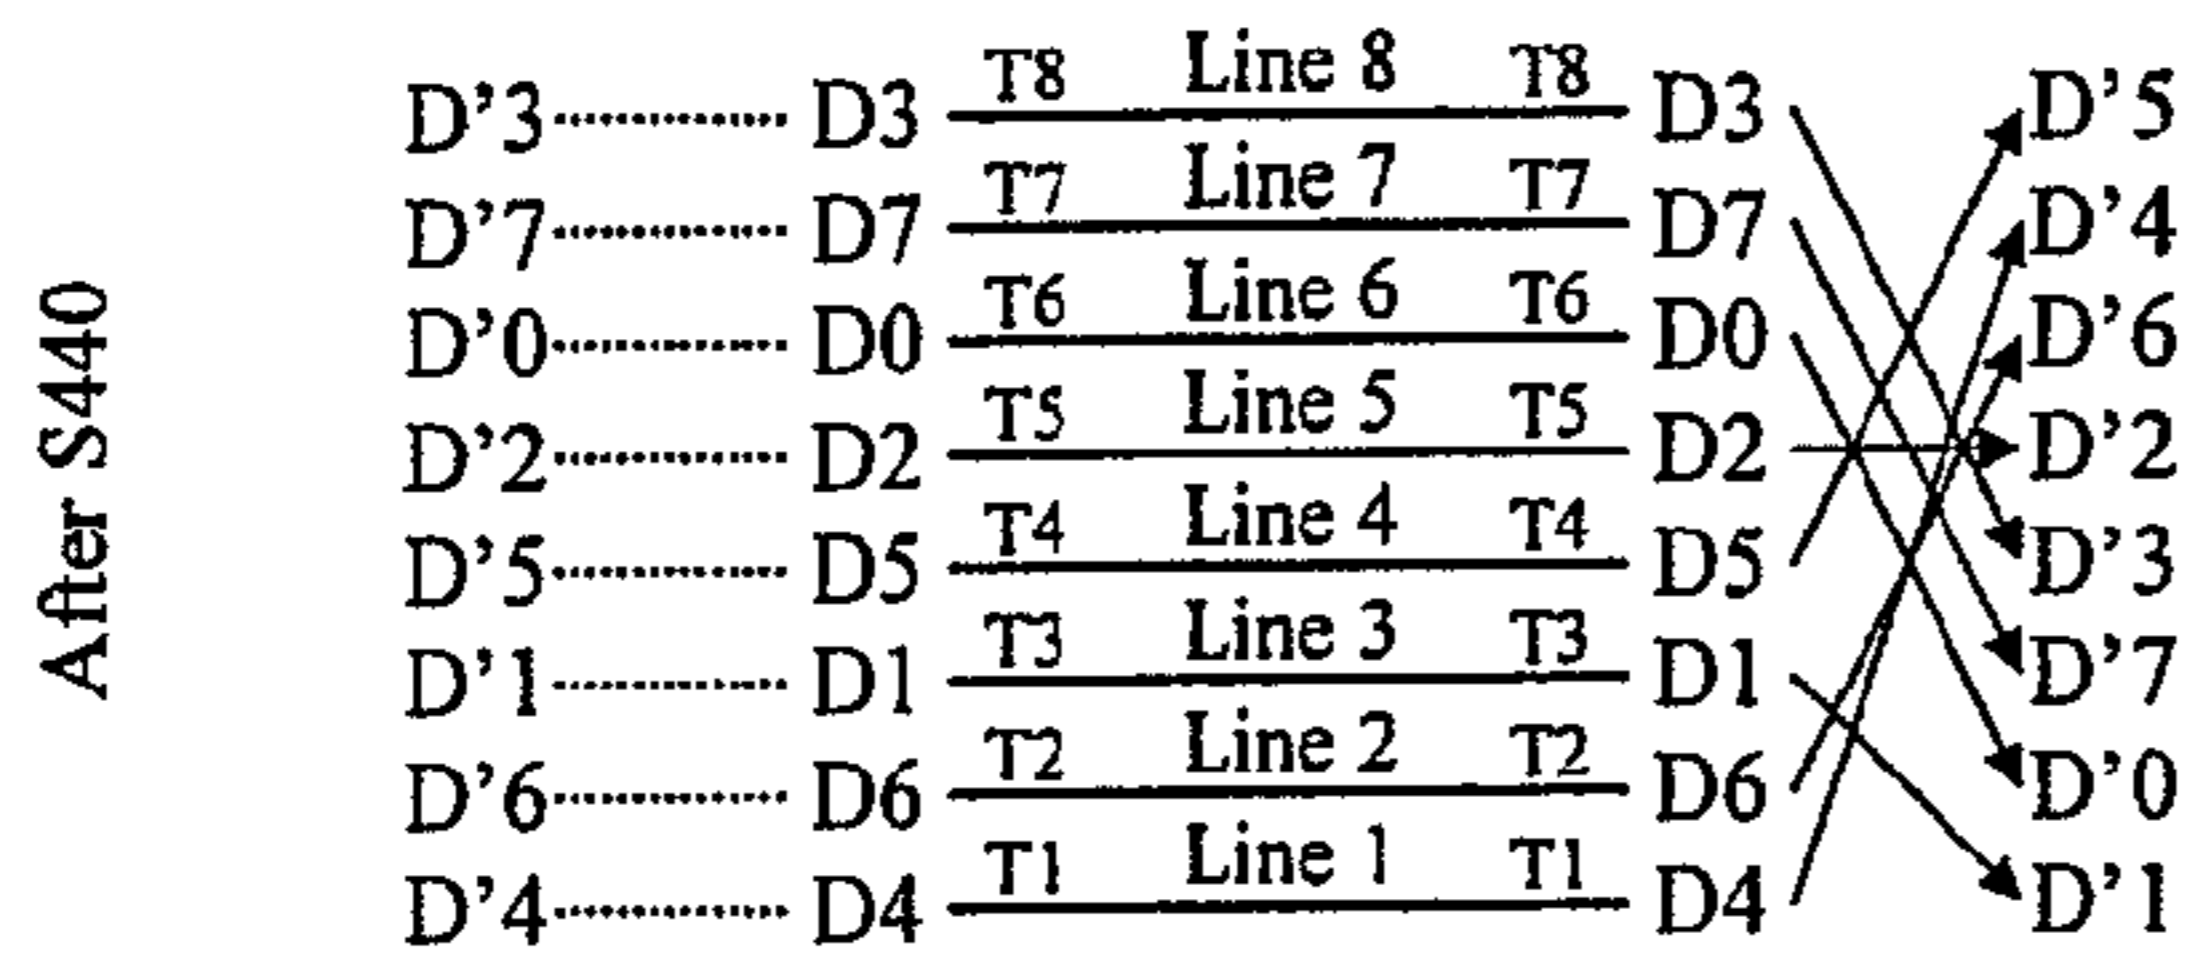 After S440
D'3 D3 T8 Line 8 T8 D3 D'5
D'7 D7 T7 Line 7 T7 D7 D'4
D'0 D0 T6 Line 6 T6 D0 D'6
D'2 D2 T5 Line 5 T5 D2 D'2
D'5 D5 T4 Line 4 T4 D5 D'3
D'1 D1 T3 Line 3 T3 D1 D'7
D'6 D6 T2 Line 2 T2 D6 D'0
D'4 D4 T1 Line 1 T1 D4 D'1